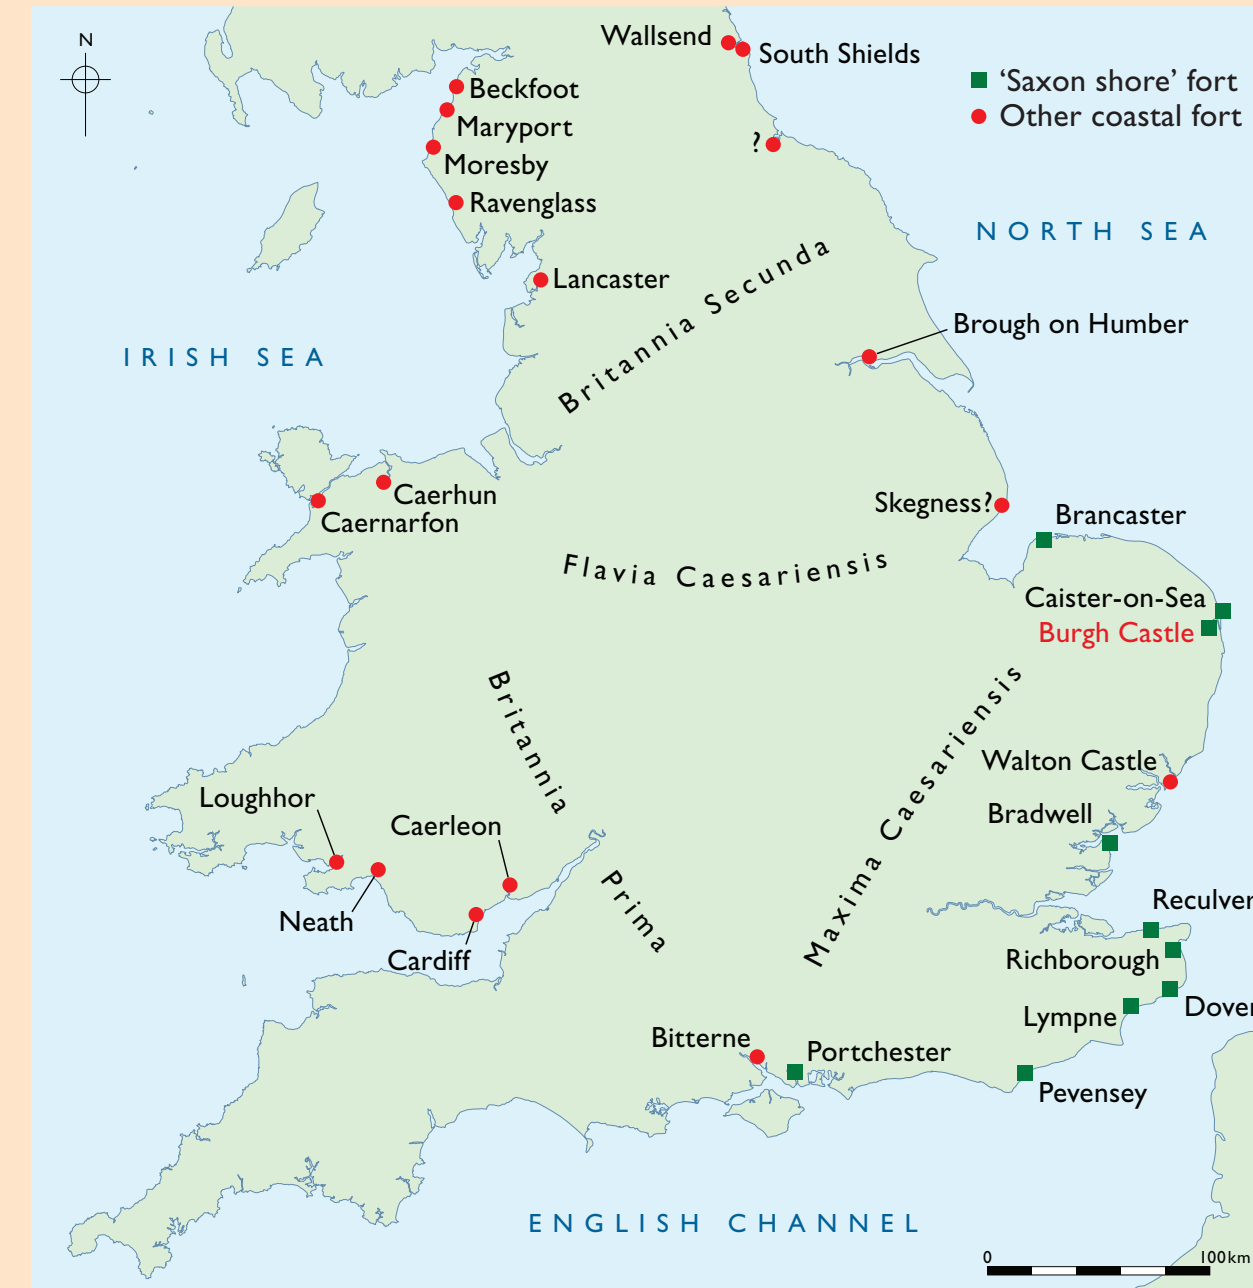 N
Wallsend
South Shields
‘Saxon shore’ fort
Other coastal fort
Beckfoot
Maryport
Moresby
Ravenglass
?
NORTH SEA
Lancaster
Britannia Secunda
Brough on Humber
IRISH SEA
Caerhun
Caernarfon
Skegness?
Brancaster
Flavia Caesariensis
Caister-on-Sea
Burgh Castle
Britannia Prima
Maxima Caesariensis
Walton Castle
Loughhor
Caerleon
Bradwell
Neath
Cardiff
Reculver
Richborough
Lympne
Dover
Bitterne
Portchester
Pevensey
ENGLISH CHANNEL
0 100km